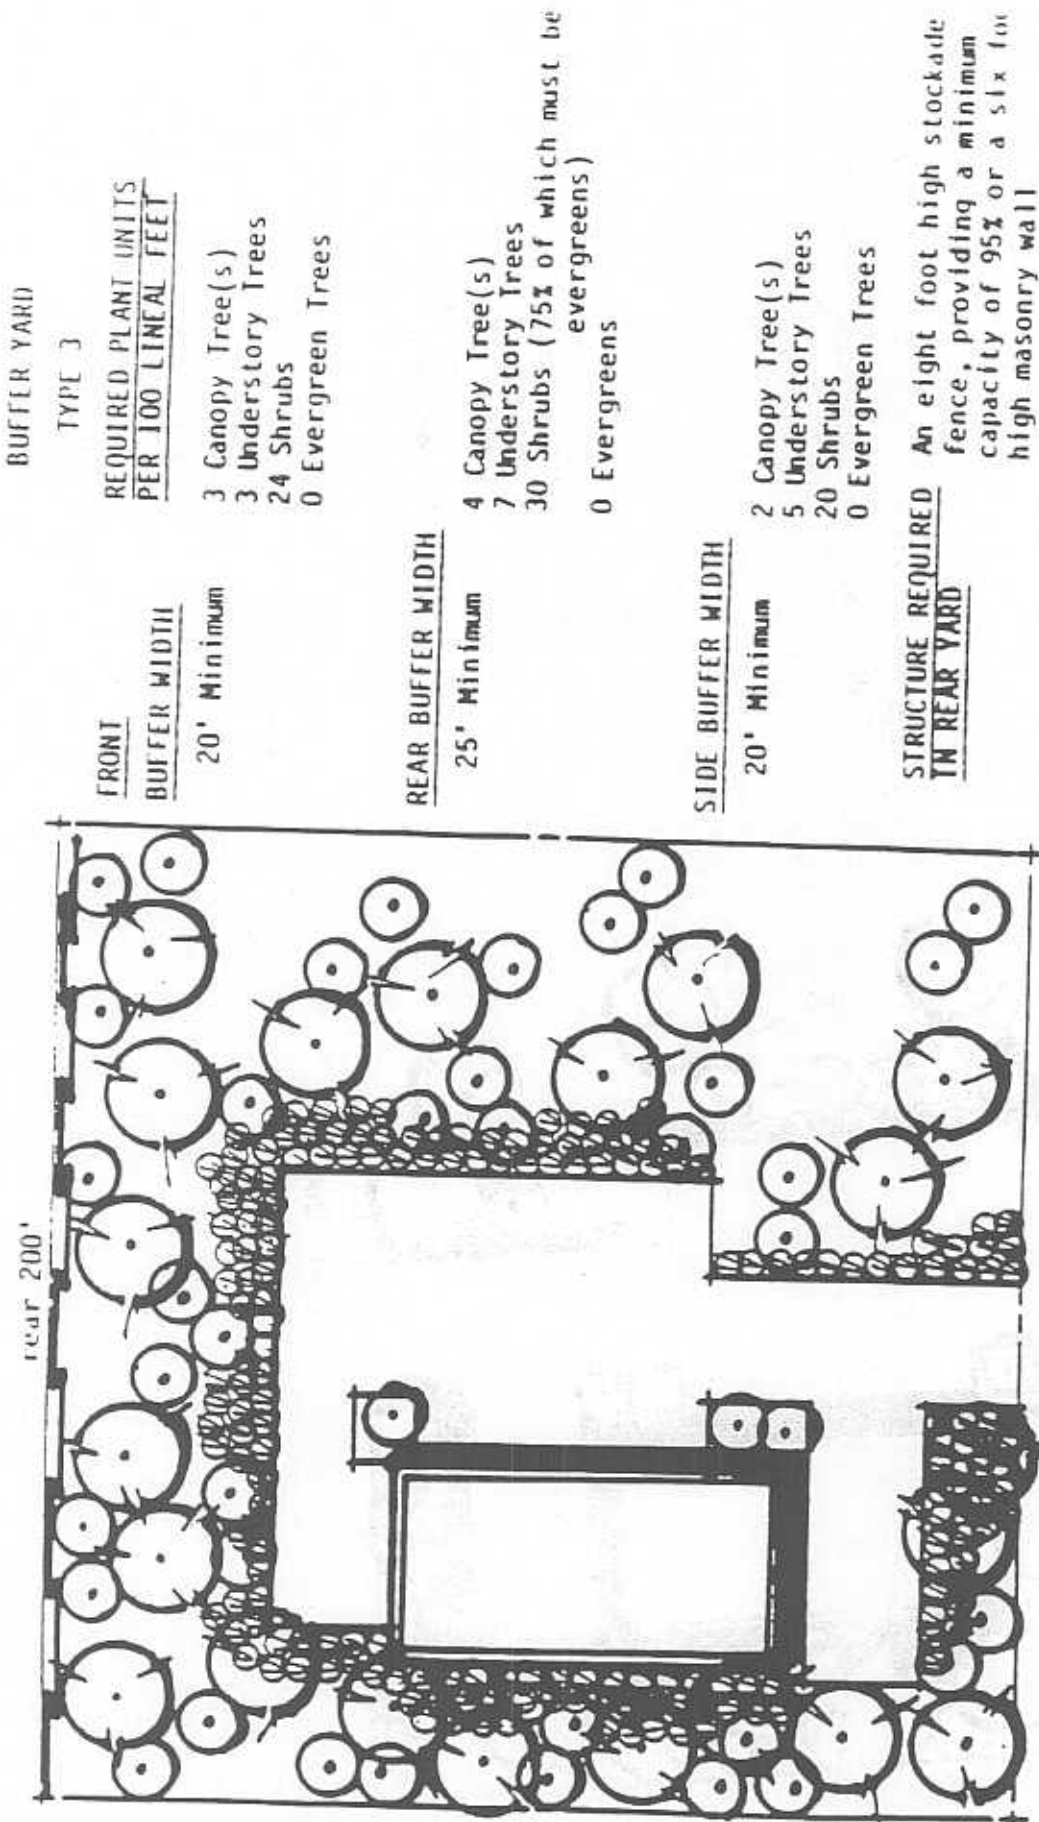 BUFFER YARD
TYPE 3
REQUIRED PLANT UNITS
PER 100 LINEAL FEET
FRONT
BUFFER WIDTH
20' Minimum
3 Canopy Tree(s)
3 Understory Trees
24 Shrubs
0 Evergreen Trees
REAR BUFFER WIDTH
25' Minimum
4 Canopy Tree(s)
7 Understory Trees
30 Shrubs (75% of which must be
evergreens)
0 Evergreens
SIDE BUFFER WIDTH
20' Minimum
2 Canopy Tree(s)
5 Understory Trees
20 Shrubs
0 Evergreen Trees
STRUCTURE REQUIRED
IN REAR YARD
An eight foot high stockade
fence, providing a minimum
capacity of 95% or a six
high masonry wall
rear 200'